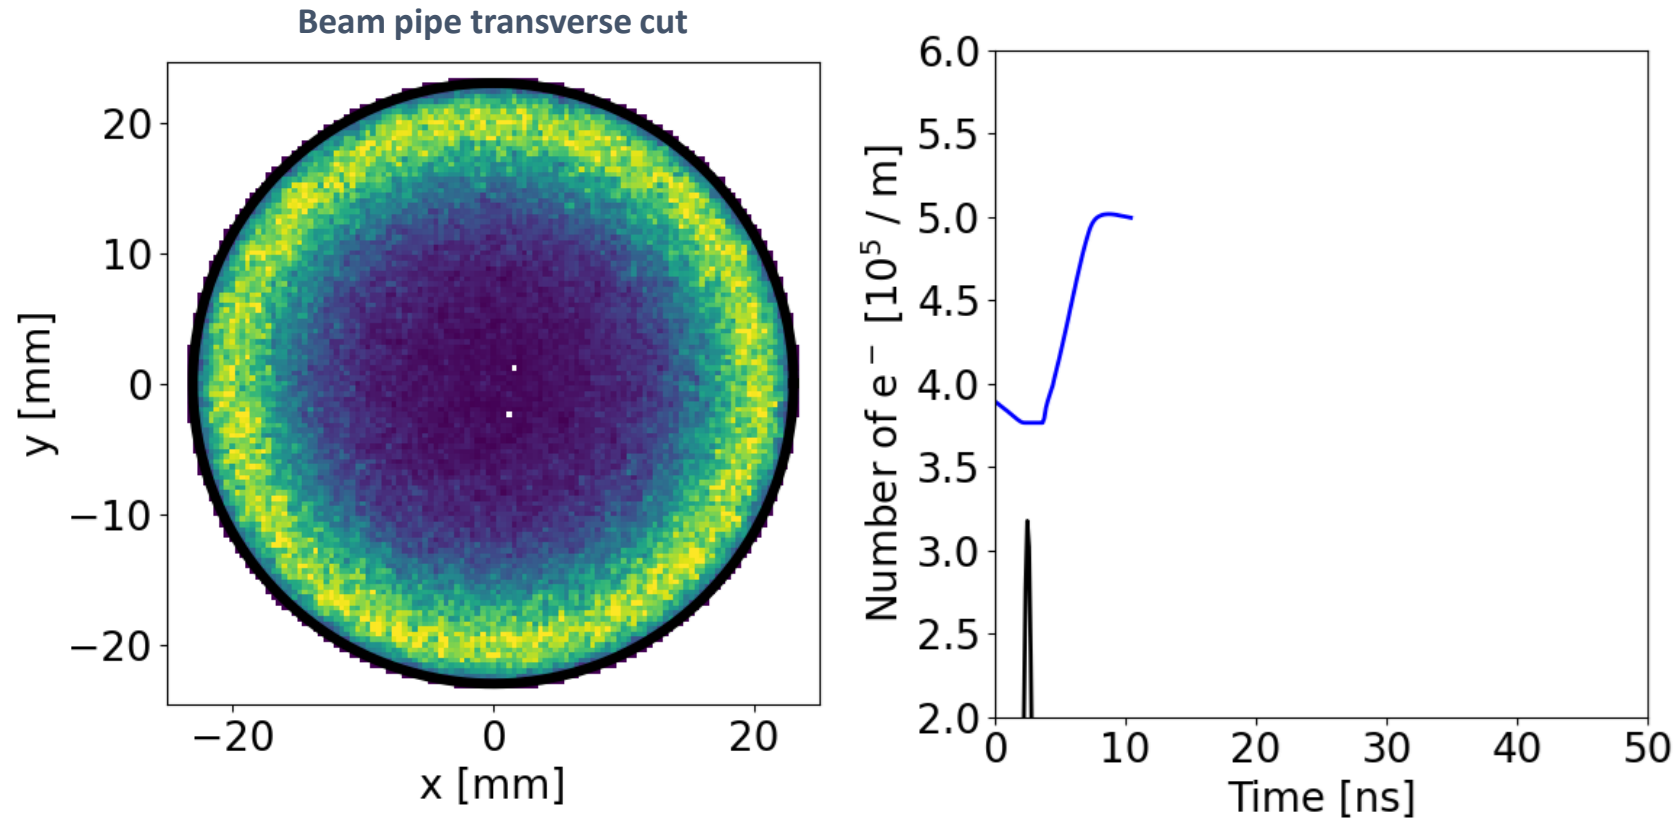 Beam pipe transverse cut
20
10
0
−10
−20
y [mm]
−20 0 20
x [mm]
6.0
5.5
5.0
4.5
4.0
3.5
3.0
2.5
2.0
Number of e⁻ [10⁵ / m]
0 10 20 30 40 50
Time [ns]